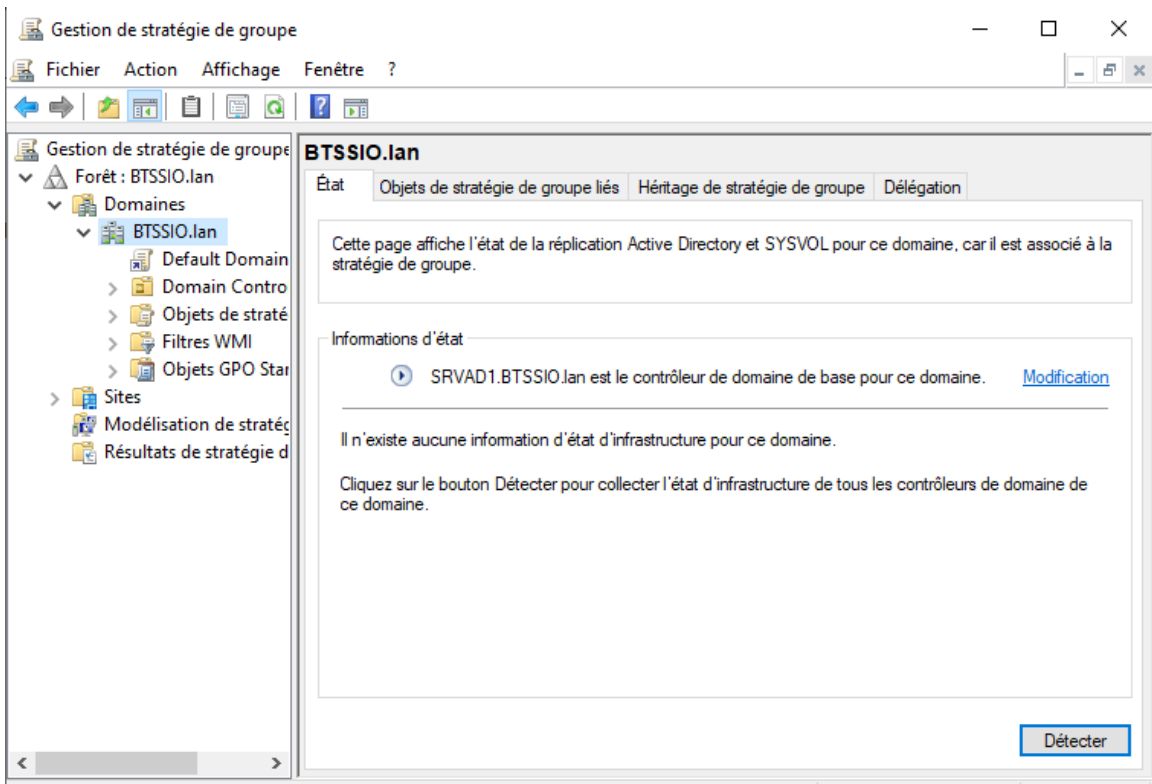 Gestion de stratégie de groupe
Fichier Action Affichage Fenêtre ?
Gestion de stratégie de groupe
Forêt : BTSSIO.lan
Domaines
BTSSIO.lan
Default Domain
Domain Contro
Objets de straté
Filtres WMI
Objets GPO Star
Sites
Modélisation de stratég
Résultats de stratégie d
BTSSIO.lan
État Objets de stratégie de groupe liés Héritage de stratégie de groupe Délégation
Cette page affiche l'état de la réplication Active Directory et SYSVOL pour ce domaine, car il est associé à la
stratégie de groupe.
Informations d'état
SRVAD1.BTSSIO.lan est le contrôleur de domaine de base pour ce domaine. Modification
Il n'existe aucune information d'état d'infrastructure pour ce domaine.
Cliquez sur le bouton Détecter pour collecter l'état d'infrastructure de tous les contrôleurs de domaine de
ce domaine.
Détecter